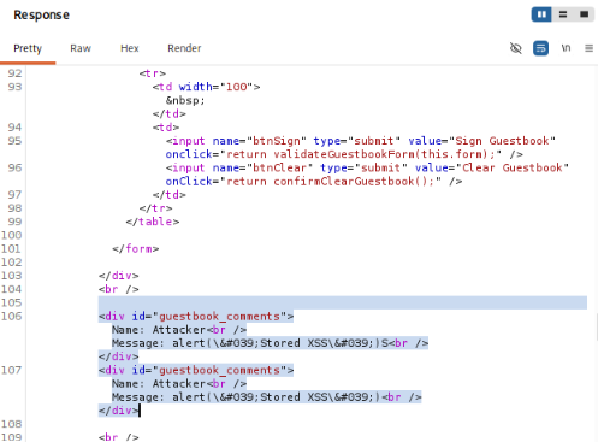 Response
Pretty Raw Hex Render \n
92 <tr>
93 <td width="100">
&nbsp;
</td>
94 <td>
95 <input name="btnSign" type="submit" value="Sign Guestbook"
onclick="return validateGuestbookForm(this.form);" />
96 <input name="btnClear" type="submit" value="Clear Guestbook"
onClick="return confirmClearGuestbook();" />
97 </td>
98 </tr>
99 </table>
100
101 </form>
102
103 </div>
104 <br />
105
106 <div id="guestbook_comments">
Name: Attacker<br />
Message: alert(\&#039;Stored XSS\&#039;)S<br />
</div>
107 <div id="guestbook_comments">
Name: Attacker<br />
Message: alert(\&#039;Stored XSS\&#039;)<br />
</div>
108
109 <br />